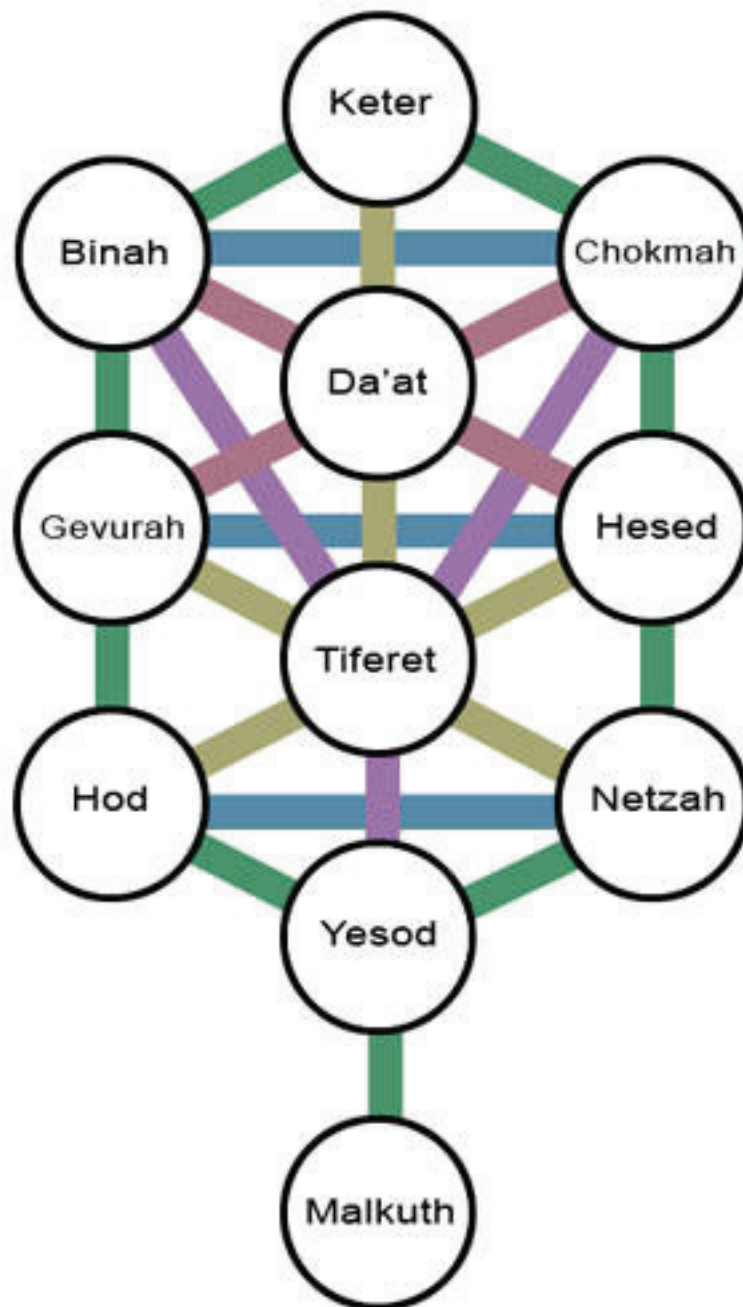 Keter
Binah
Chokmah
Da'at
Gevurah
Hesed
Tiferet
Hod
Netzah
Yesod
Malkuth